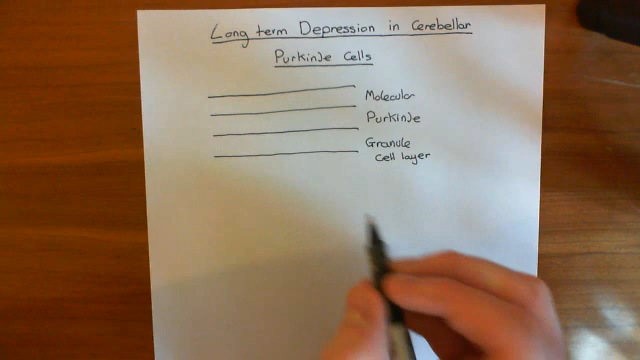 Long term Depression in Cerebellar
Purkinje Cells
Molecular
Purkinje
Granule
Cell layer